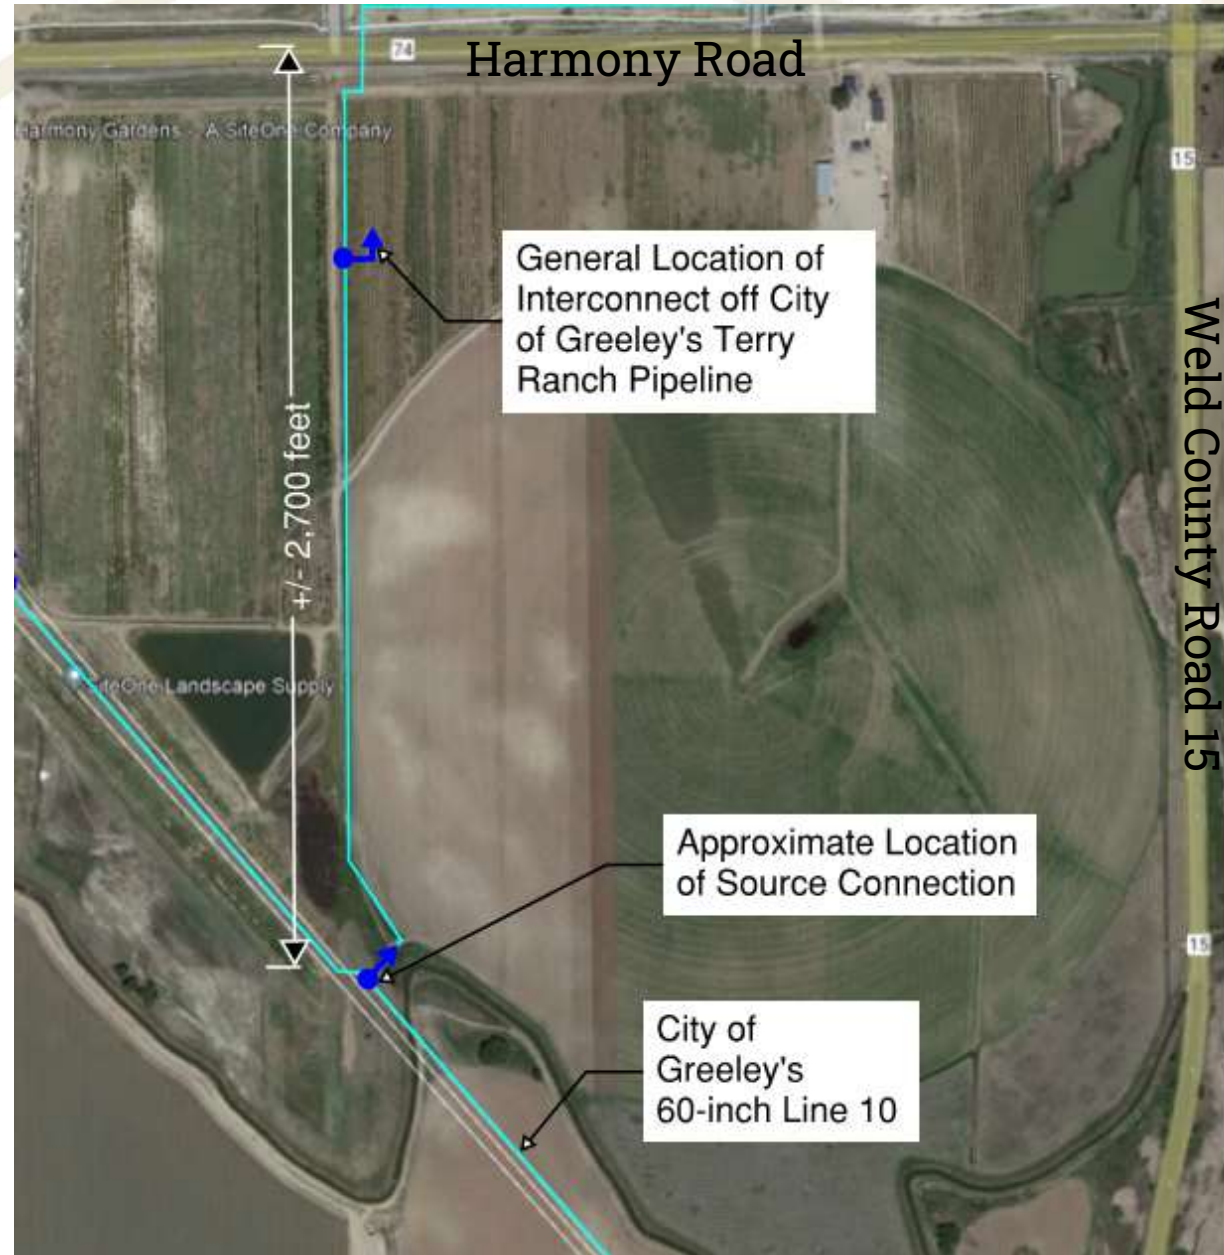 74
Harmony Road
Harmony Gardens - A SiteOne Company
15
General Location of
Interconnect off City
of Greeley's Terry
Ranch Pipeline
Weld County Road 15
+/- 2,700 feet
SiteOne Landscape Supply
Approximate Location
of Source Connection
15
City of
Greeley's
60-inch Line 10